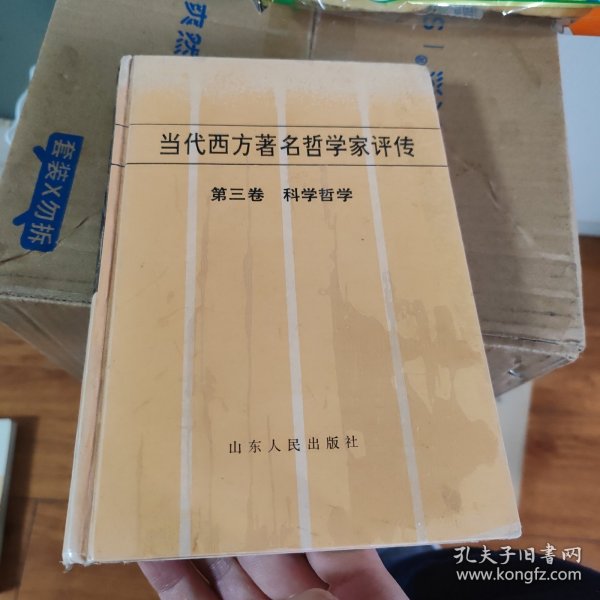 爽然
套装X勿拆
当代西方著名哲学家评传
第三卷 科学哲学
山东人民出版社
孔夫子旧书网
www.kongfz.com